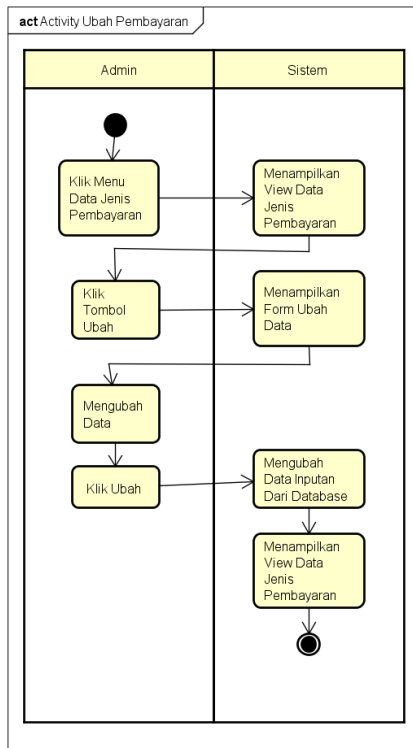 act Activity Ubah Pembayaran
Admin
Sistem
Klik Menu
Data Jenis
Pembayaran
Menampilkan
View Data
Jenis
Pembayaran
Klik
Tombol
Ubah
Menampilkan
Form Ubah
Data
Mengubah
Data
Klik Ubah
Mengubah
Data Inputan
Dari Database
Menampilkan
View Data
Jenis
Pembayaran